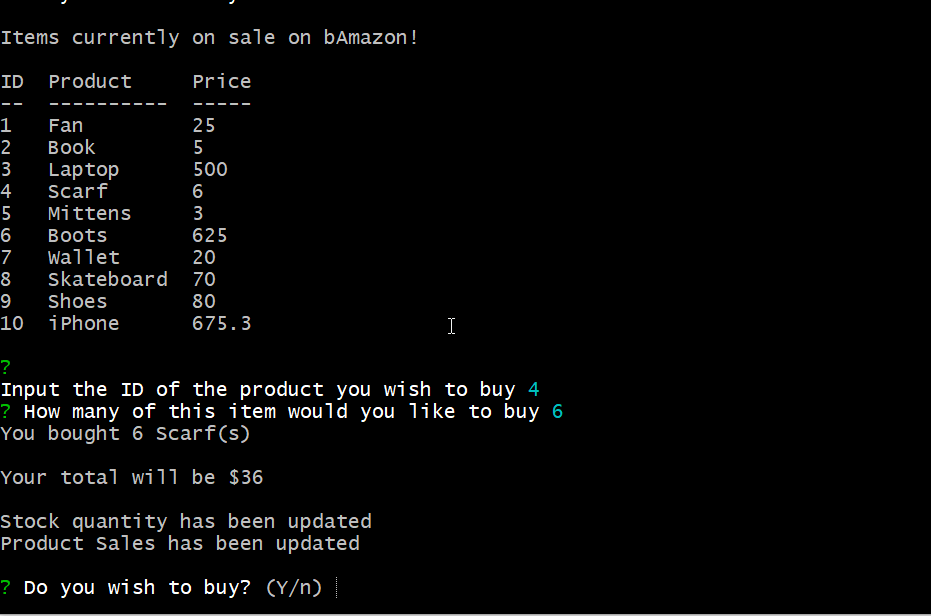 Items currently on sale on bAmazon!
ID  Product     Price
--  ----------  -----
1   Fan         25
2   Book        5
3   Laptop      500
4   Scarf       6
5   Mittens     3
6   Boots       625
7   Wallet      20
8   Skateboard  70
9   Shoes       80
10  iPhone      675.3
?
Input the ID of the product you wish to buy 4
? How many of this item would you like to buy 6
You bought 6 Scarf(s)
Your total will be $36
Stock quantity has been updated
Product Sales has been updated
? Do you wish to buy? (Y/n)